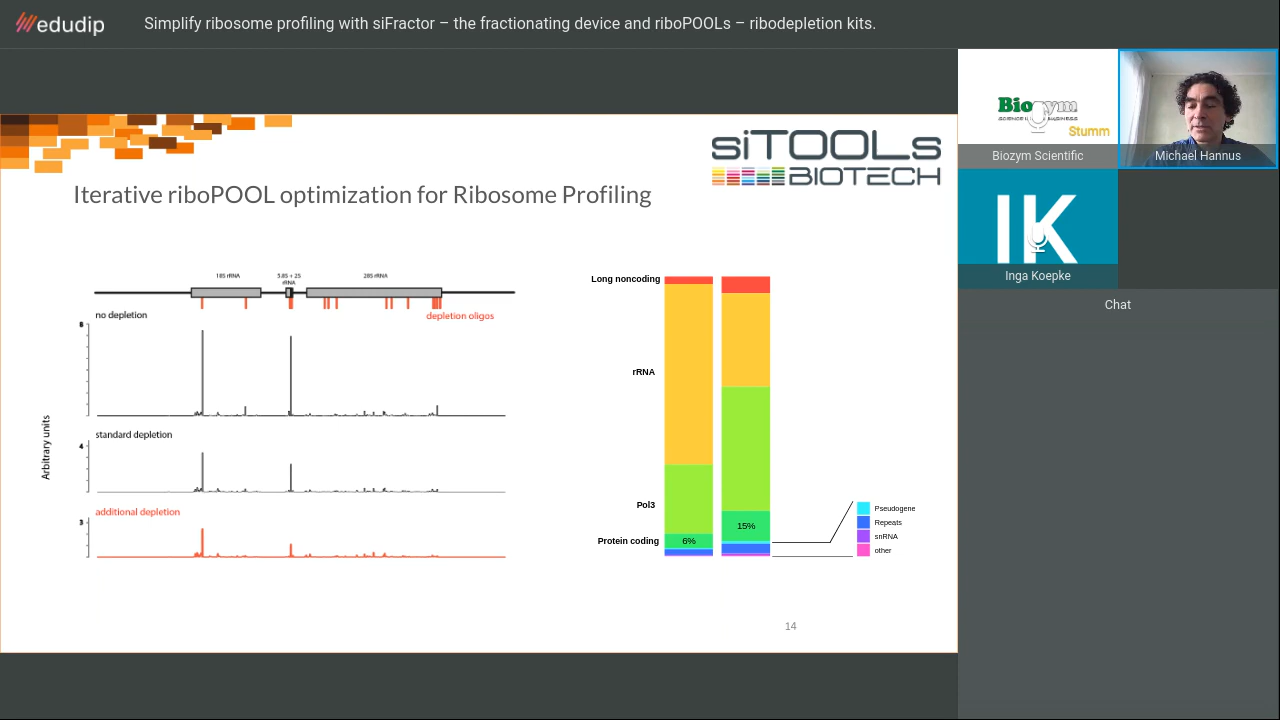 edudip
Simplify ribosome profiling with siFractor – the fractionating device and riboPOOLs – ribodepletion kits.
siTOOLs
BIOTECH
Iterative riboPOOL optimization for Ribosome Profiling
18S rRNA
5.8S + 2S
rRNA
28S rRNA
no depletion
depletion oligos
standard depletion
4
additional depletion
3
Arbitrary units
Long noncoding
rRNA
Pol3
Protein coding
6%
15%
Pseudogene
Repeats
snRNA
other
14
Biozym
Stumm
Biozym Scientific
Michael Hannus
IK
Inga Koepke
Chat